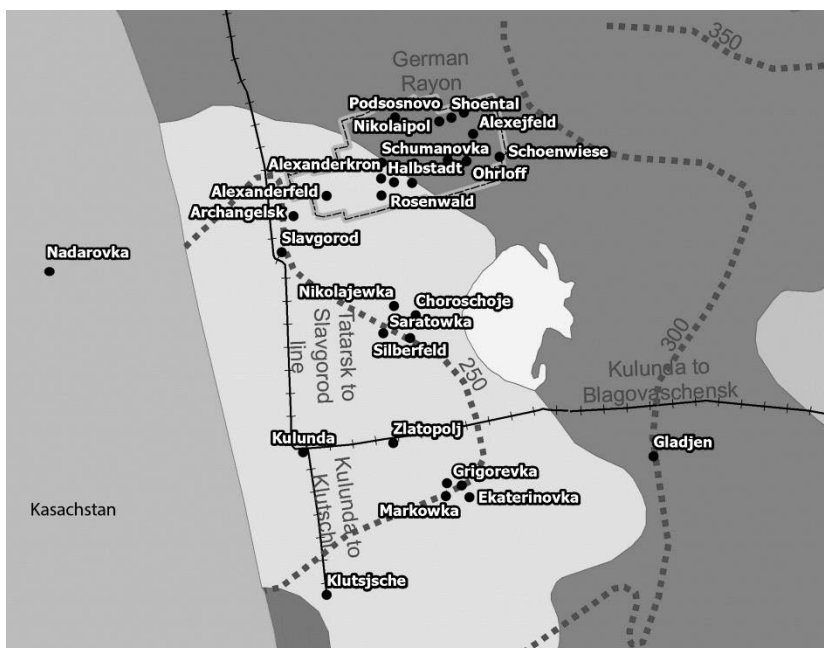 350
German
Rayon
Podsosnovo
Shoental
Nikolaipol
Alexejfeld
Schumanovka
Schoenwiese
Alexanderkron
Halbstadt
Ohrloff
Alexanderfeld
Rosenwald
Archangelsk
Slavgorod
Nadarovka
Nikolajewka
Choroschoje
Tatarsk to
Slavgorod
line
Saratowka
Silberfeld
250
300
Kulunda to
Blagovaschensk
Kulunda
Zlatopolj
Gladjen
Kulunda to
Klutschi
Grigorevka
Markowka
Ekaterinovka
Kasachstan
Klutsjsche